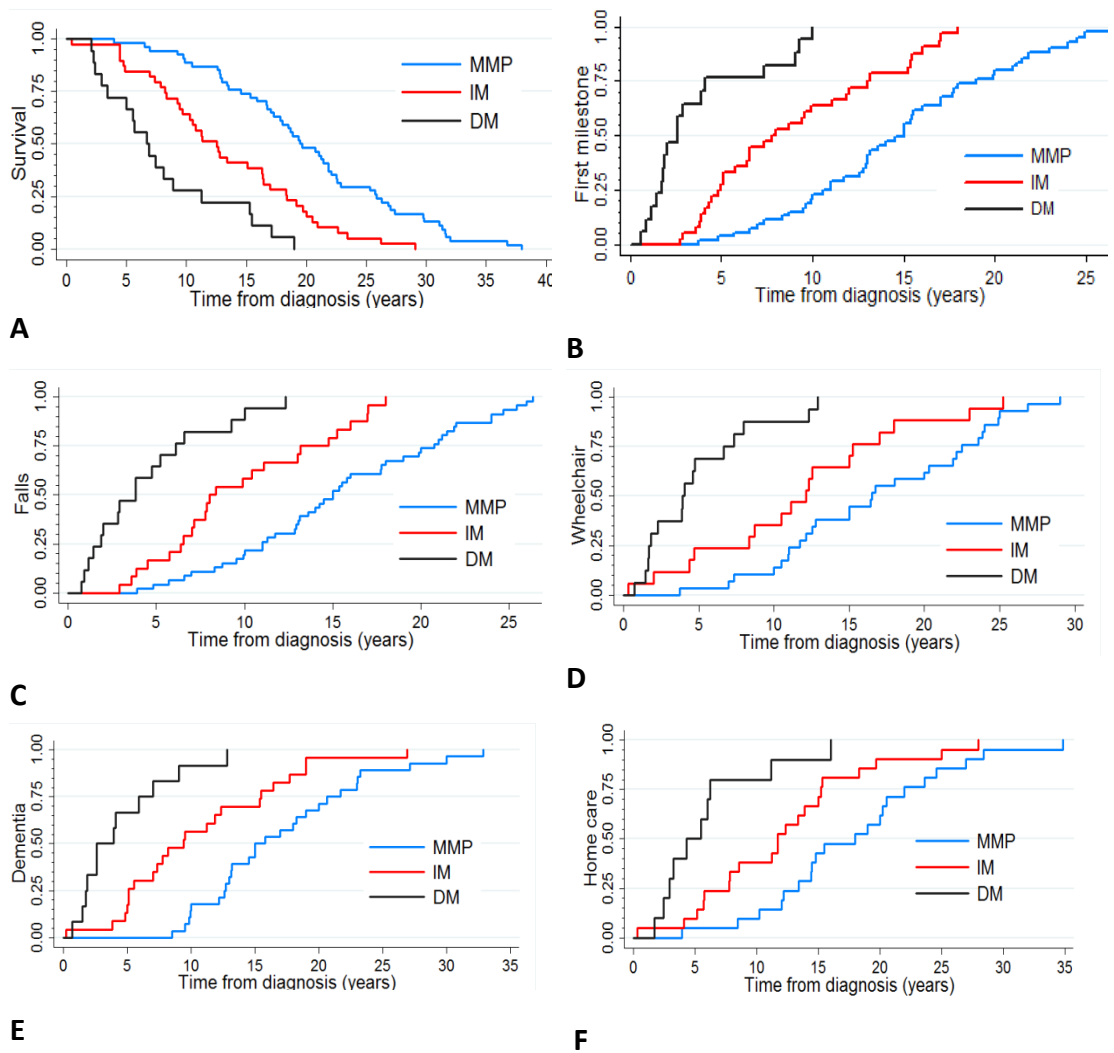 Survival
1.00
0.75
0.50
0.25
0.00
MMP
IM
DM
0 5 10 15 20 25 30 35 40
Time from diagnosis (years)
A
First milestone
1.00
0.75
0.50
0.25
0.00
MMP
IM
DM
0 5 10 15 20 25
Time from diagnosis (years)
B
Falls
1.00
0.75
0.50
0.25
0.00
MMP
IM
DM
0 5 10 15 20 25
Time from diagnosis (years)
C
Wheelchair
1.00
0.75
0.50
0.25
0.00
MMP
IM
DM
0 5 10 15 20 25 30
Time from diagnosis (years)
D
Dementia
1.00
0.75
0.50
0.25
0.00
MMP
IM
DM
0 5 10 15 20 25 30 35
Time from diagnosis (years)
E
Home care
1.00
0.75
0.50
0.25
0.00
MMP
IM
DM
0 5 10 15 20 25 30 35
Time from diagnosis (years)
F